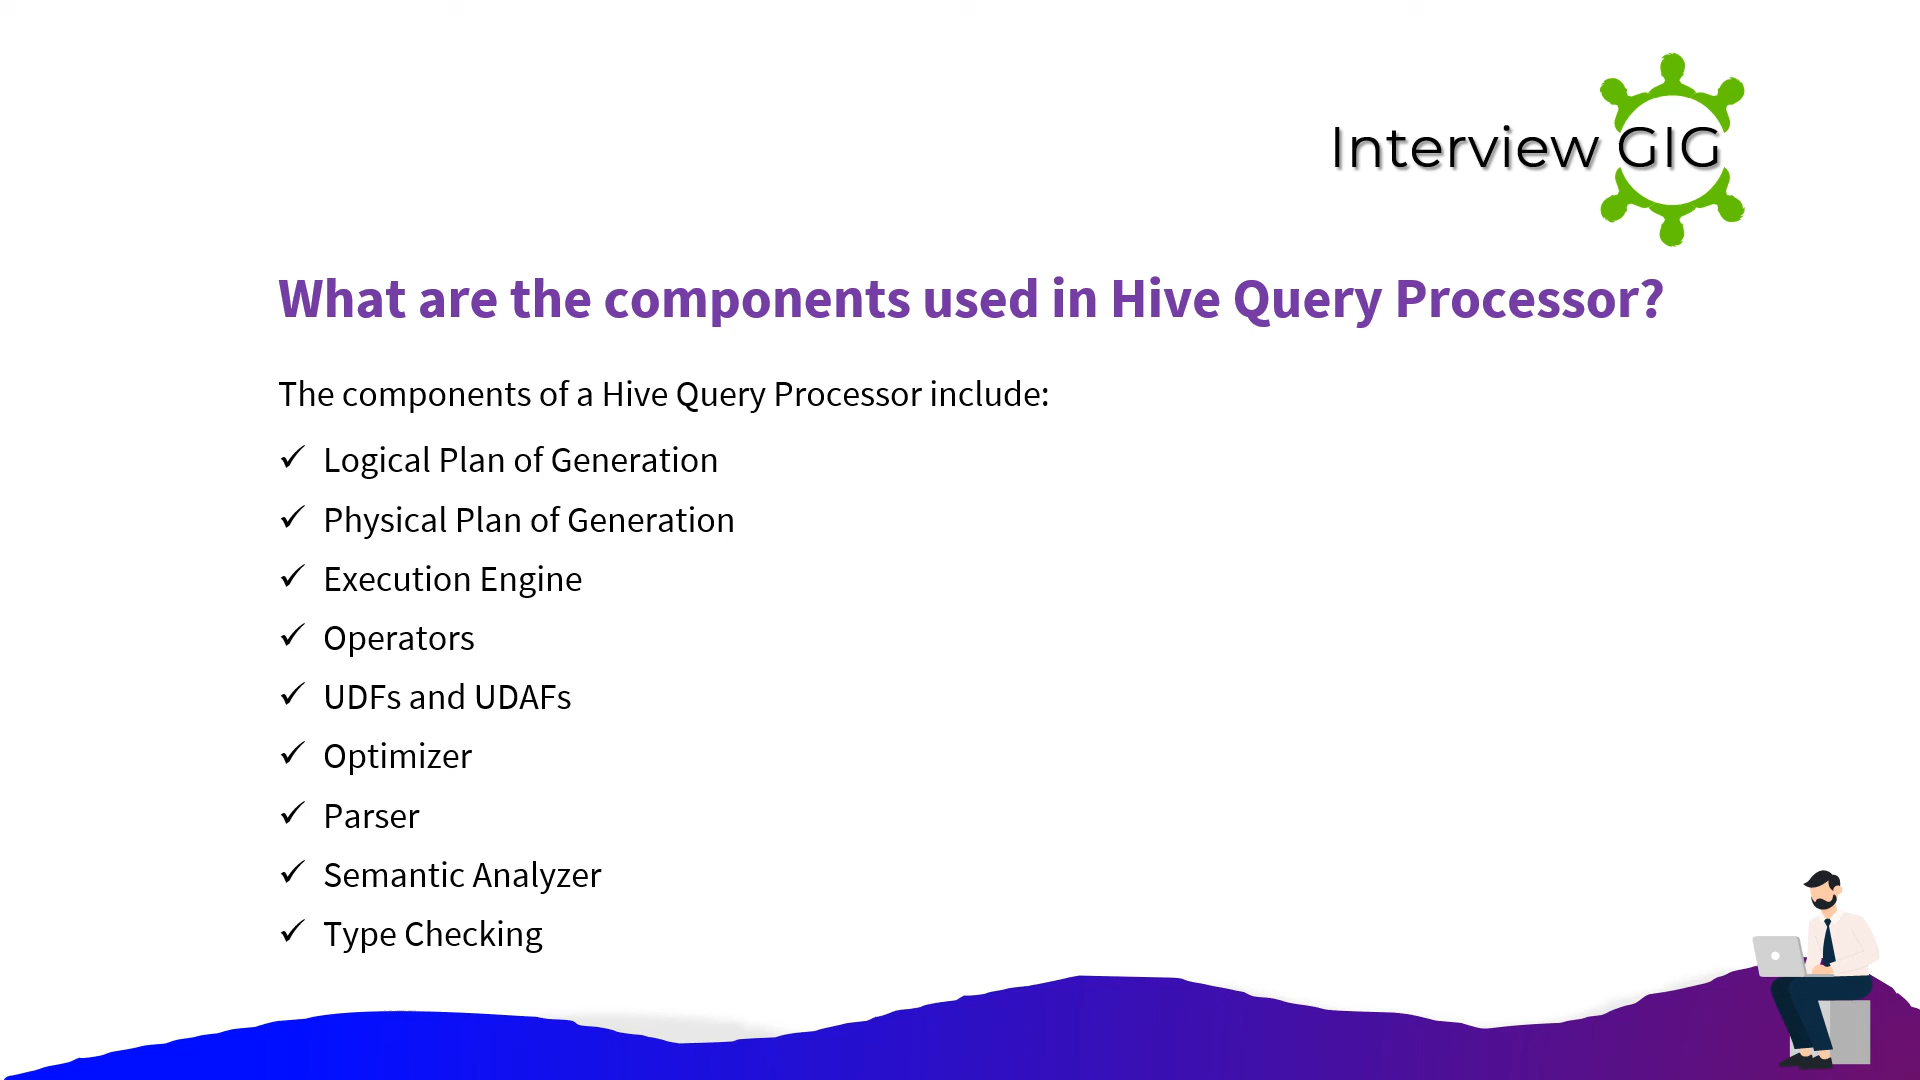 Interview GIG
What are the components used in Hive Query Processor?
The components of a Hive Query Processor include:
✓ Logical Plan of Generation
✓ Physical Plan of Generation
✓ Execution Engine
✓ Operators
✓ UDFs and UDAFs
✓ Optimizer
✓ Parser
✓ Semantic Analyzer
✓ Type Checking